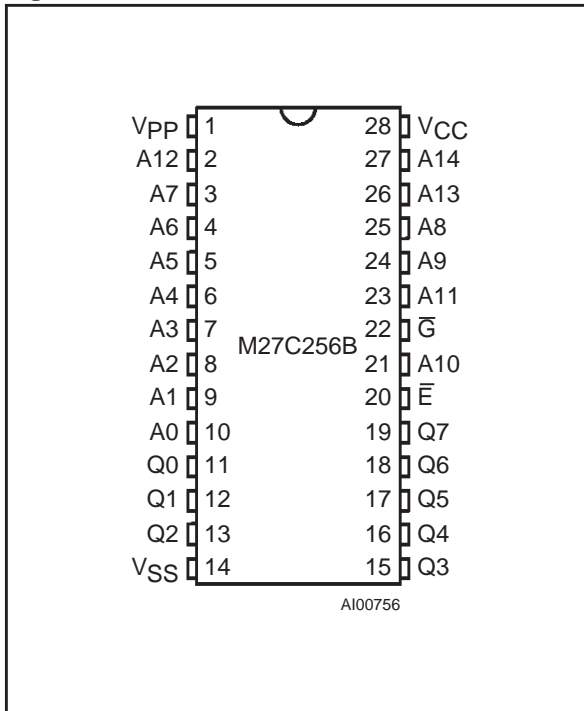 VPP 1 28 VCC
A12 2 27 A14
A7 3 26 A13
A6 4 25 A8
A5 5 24 A9
A4 6 23 A11
A3 7 22 G̅
M27C256B
A2 8 21 A10
A1 9 20 E̅
A0 10 19 Q7
Q0 11 18 Q6
Q1 12 17 Q5
Q2 13 16 Q4
VSS 14 15 Q3
AI00756